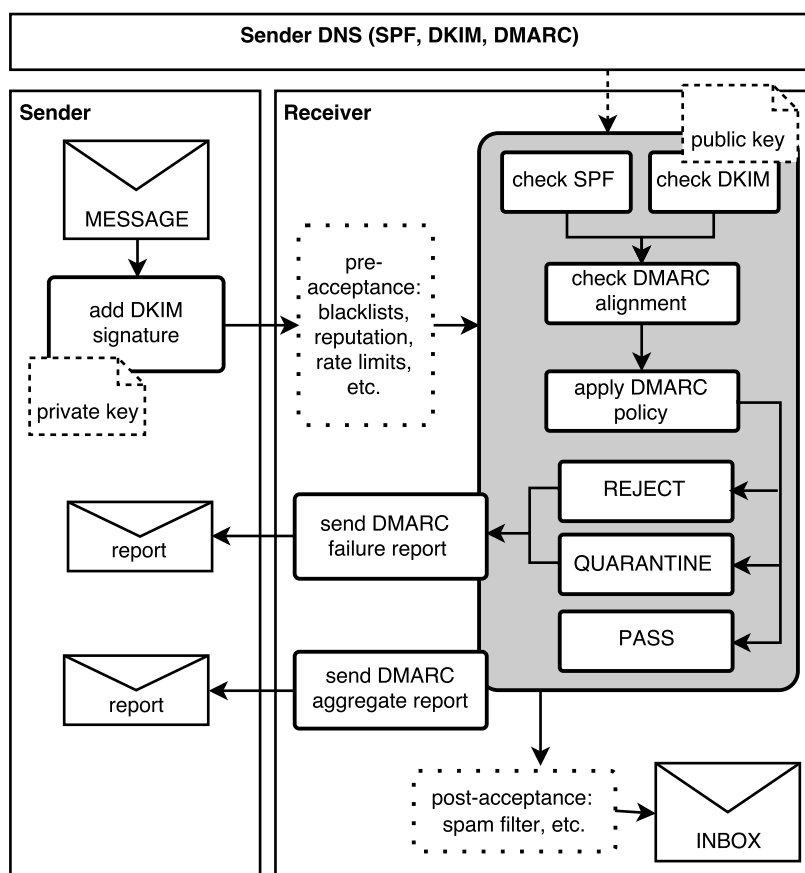 Sender DNS (SPF, DKIM, DMARC)
Sender
Receiver
MESSAGE
add DKIM
signature
private key
pre-
acceptance:
blacklists,
reputation,
rate limits,
etc.
public key
check SPF
check DKIM
check DMARC
alignment
apply DMARC
policy
REJECT
QUARANTINE
PASS
send DMARC
failure report
report
send DMARC
aggregate report
report
post-acceptance:
spam filter, etc.
INBOX